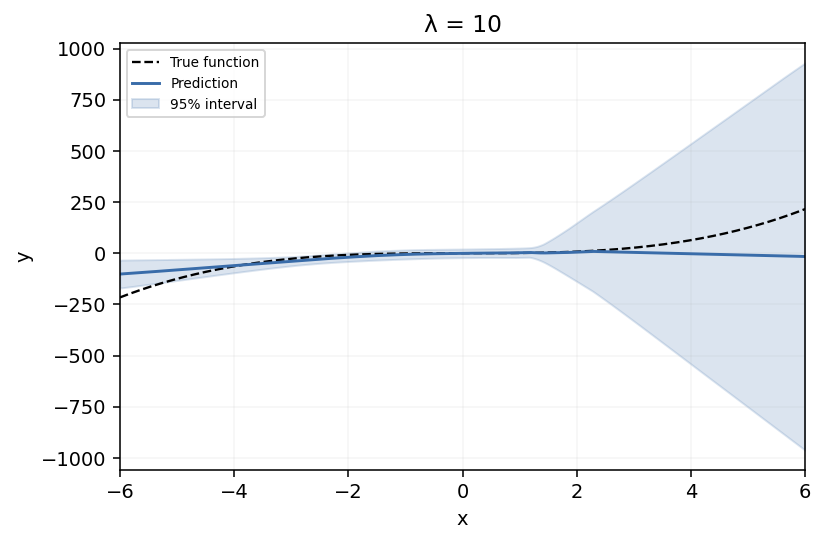 λ = 10
True function
Prediction
95% interval
1000
750
500
250
0
−250
−500
−750
−1000
y
−6 −4 −2 0 2 4 6
x